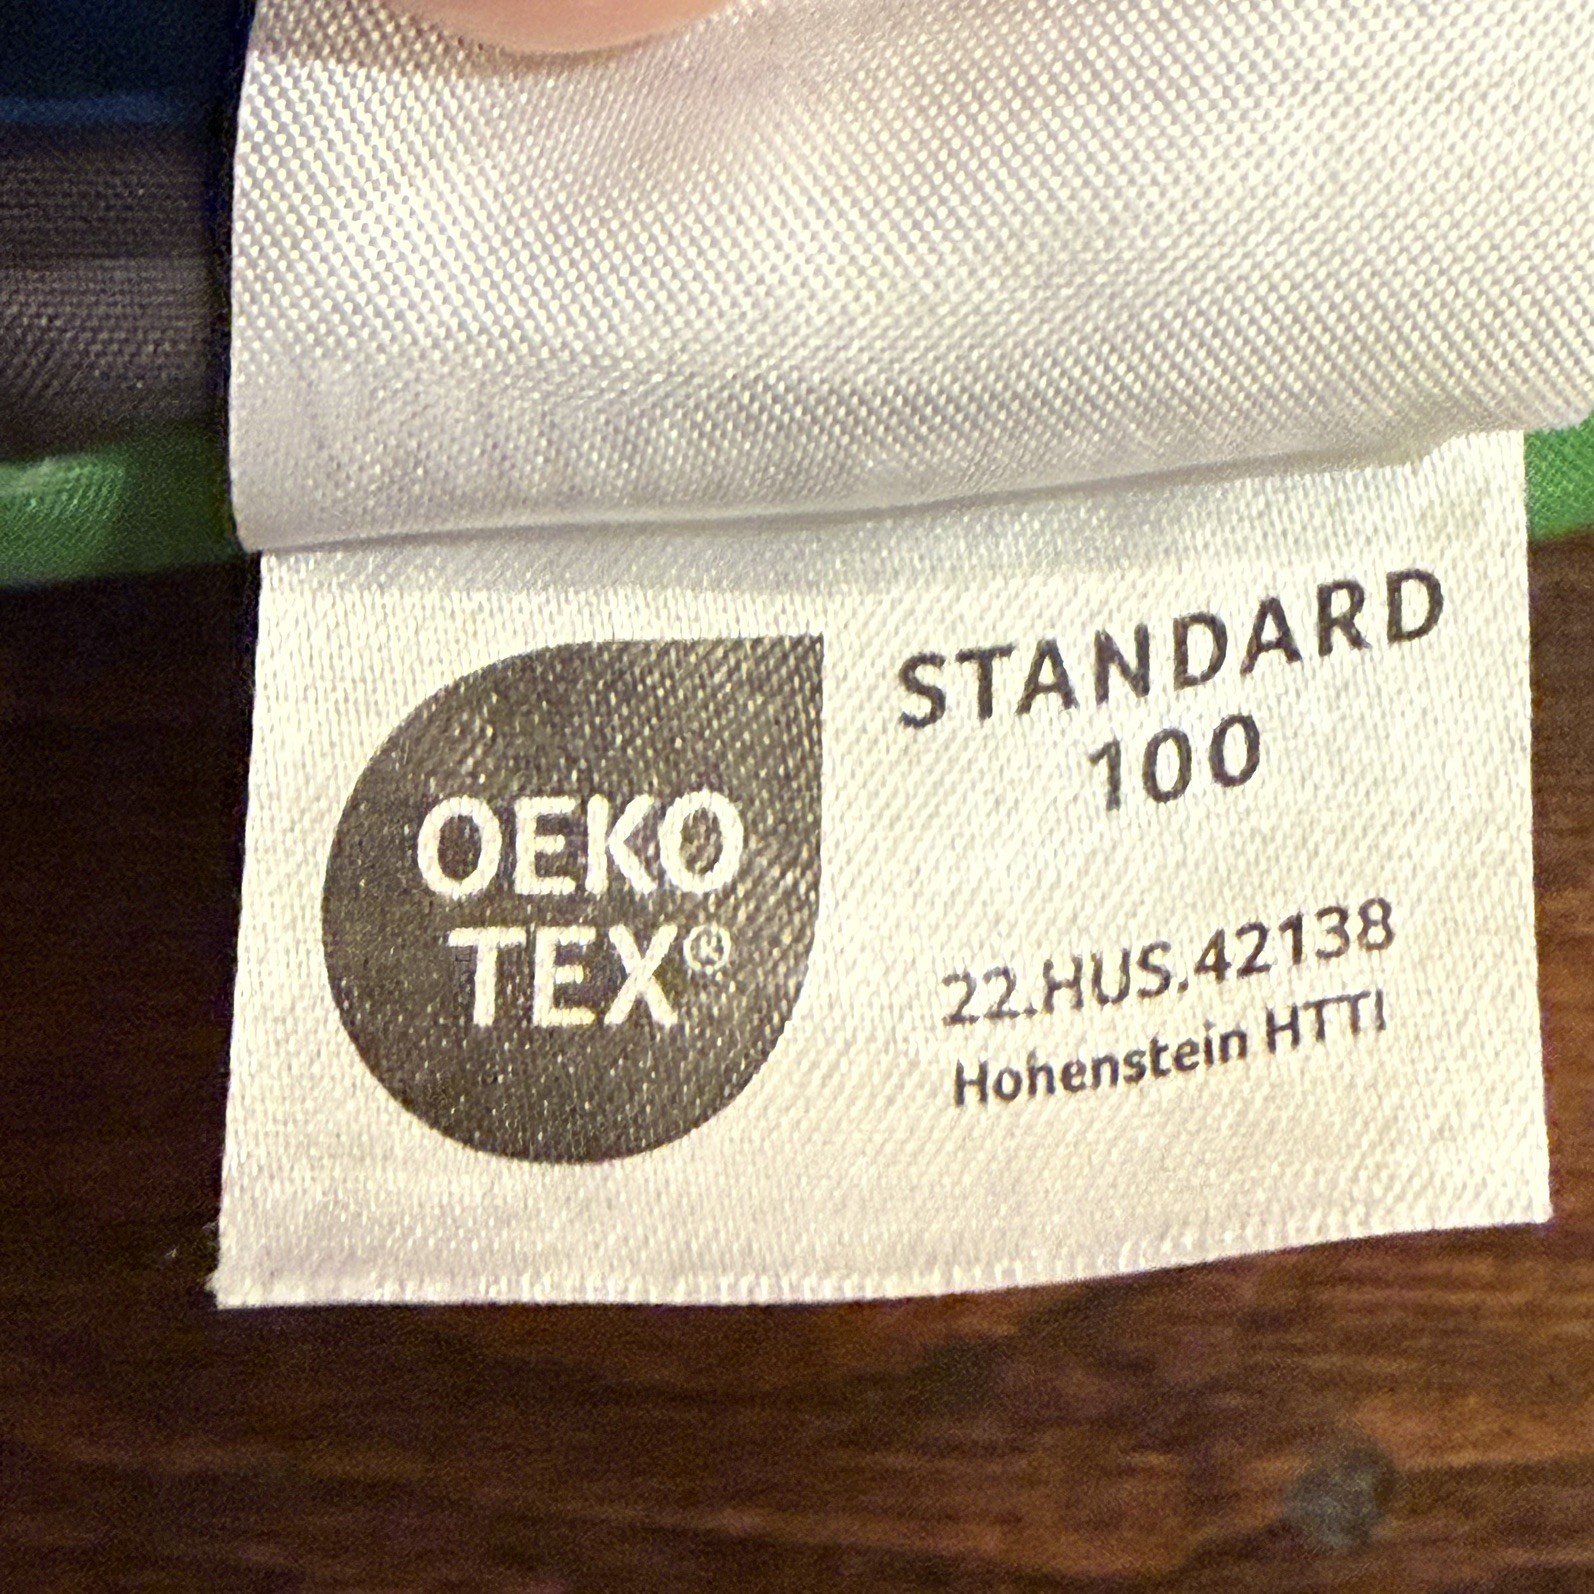 OEKO
TEX®
STANDARD
100
22.HUS.42138
Hohenstein HTTI